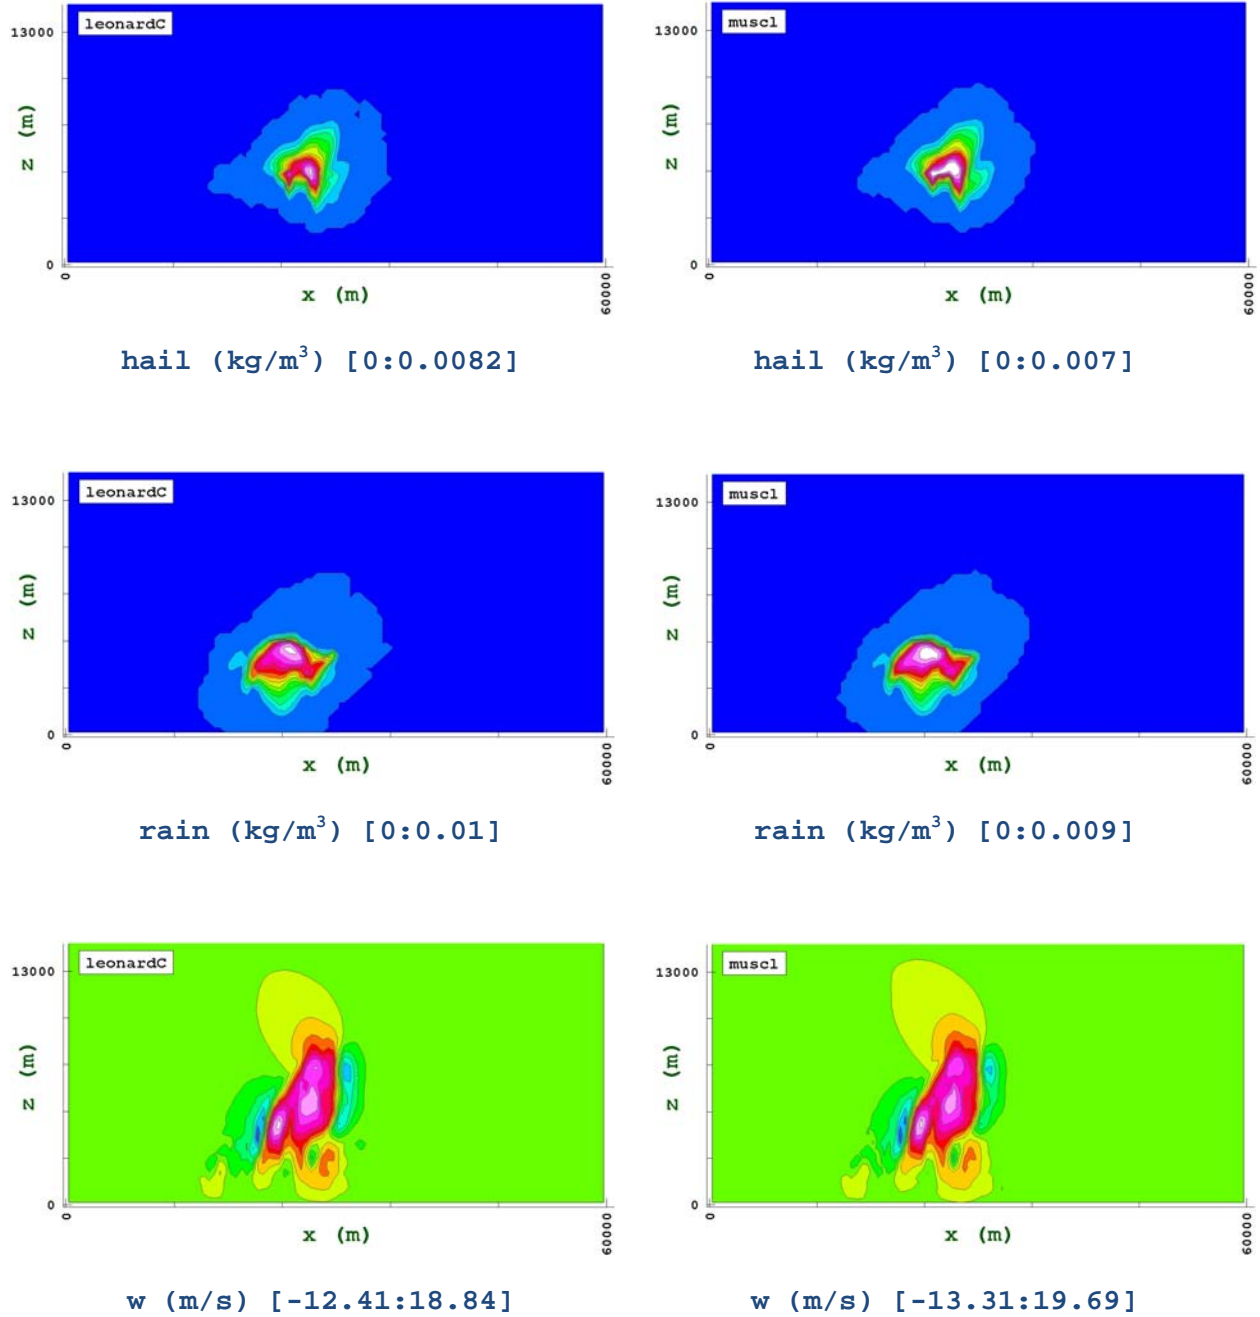 leonardC
13000
z (m)
0
0
60000
x (m)
hail (kg/m³) [0:0.0082]
muscl
13000
z (m)
0
0
60000
x (m)
hail (kg/m³) [0:0.007]
leonardC
13000
z (m)
0
0
60000
x (m)
rain (kg/m³) [0:0.01]
muscl
13000
z (m)
0
0
60000
x (m)
rain (kg/m³) [0:0.009]
leonardC
13000
z (m)
0
0
60000
x (m)
w (m/s) [-12.41:18.84]
muscl
13000
z (m)
0
0
60000
x (m)
w (m/s) [-13.31:19.69]